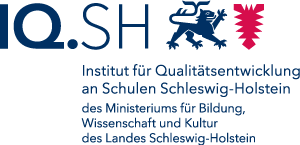 IQ.SH
Institut für Qualitätsentwicklung
an Schulen Schleswig-Holstein
des Ministeriums für Bildung,
Wissenschaft und Kultur
des Landes Schleswig-Holstein